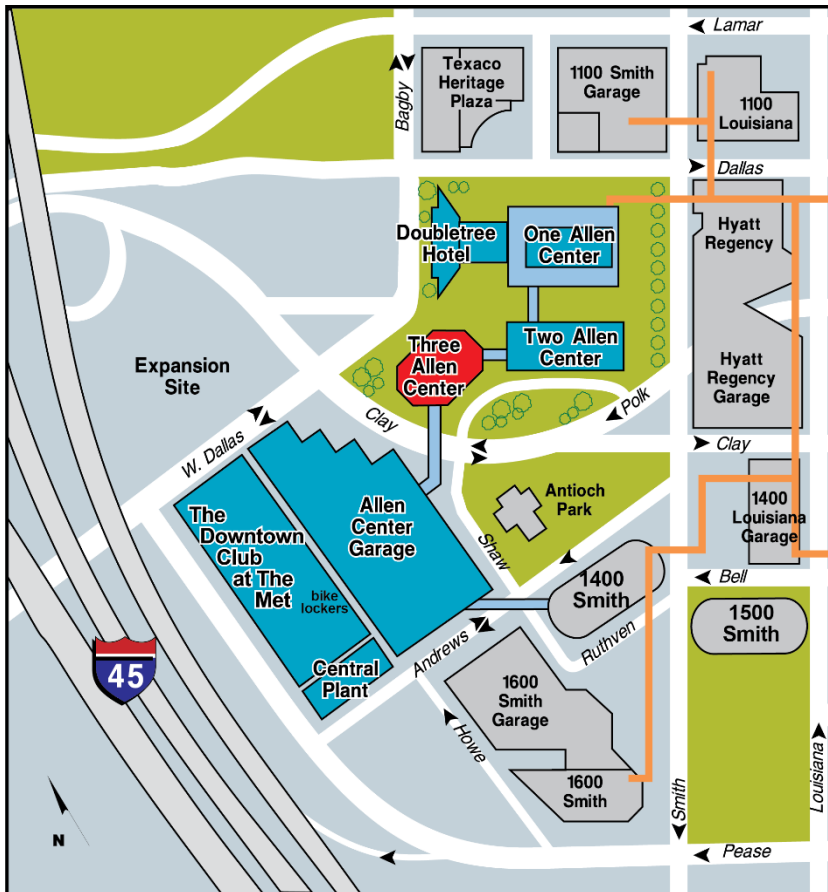 Lamar
Texaco
Heritage
Plaza
1100 Smith
Garage
1100
Louisiana
Bagby
Dallas
Doubletree
Hotel
One Allen
Center
Hyatt
Regency
Three
Allen
Center
Two Allen
Center
Expansion
Site
Hyatt
Regency
Garage
Clay
Polk
Clay
W. Dallas
The
Downtown
Club
at The
Met
Allen
Center
Garage
Antioch
Park
1400
Louisiana
Garage
Shaw
bike
lockers
1400
Smith
Bell
1500
Smith
Ruthven
Andrews
Central
Plant
45
1600
Smith
Garage
Howe
1600
Smith
Smith
Louisiana
N
Pease